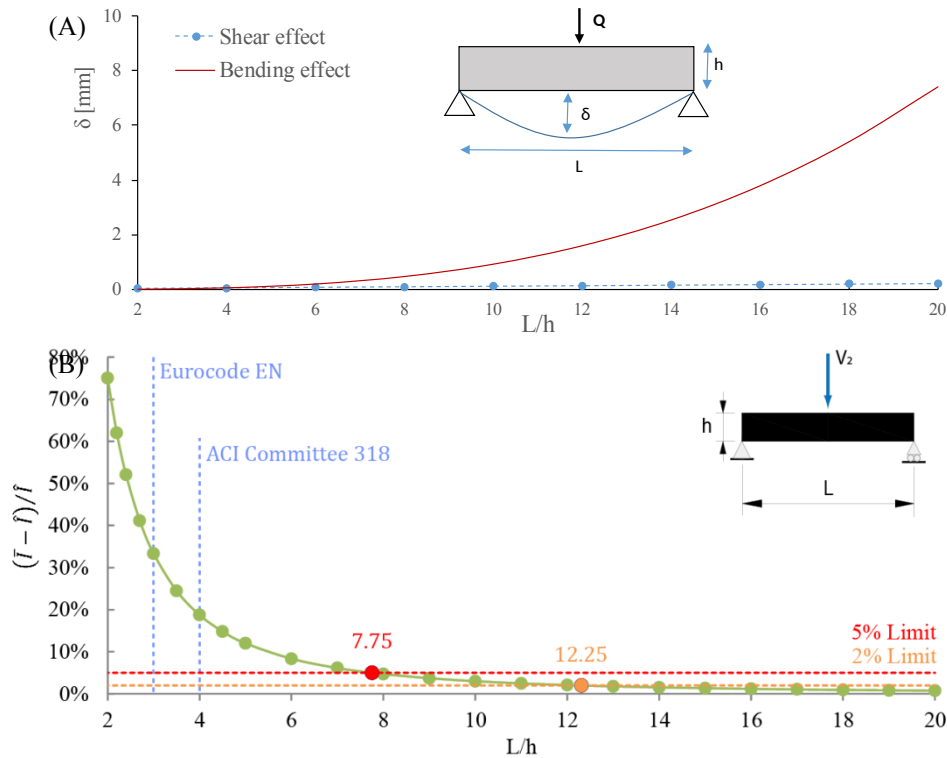 (A)
10
8
6
4
2
0
δ [mm]
Shear effect
Bending effect
Q
h
δ
L
2 4 6 8 10 12 14 16 18 20
L/h
(B)
80%
70%
60%
50%
40%
30%
20%
10%
0%
(Ī − Î)/Î
Eurocode EN
ACI Committee 318
V₂
h
L
7.75
12.25
5% Limit
2% Limit
2 4 6 8 10 12 14 16 18 20
L/h